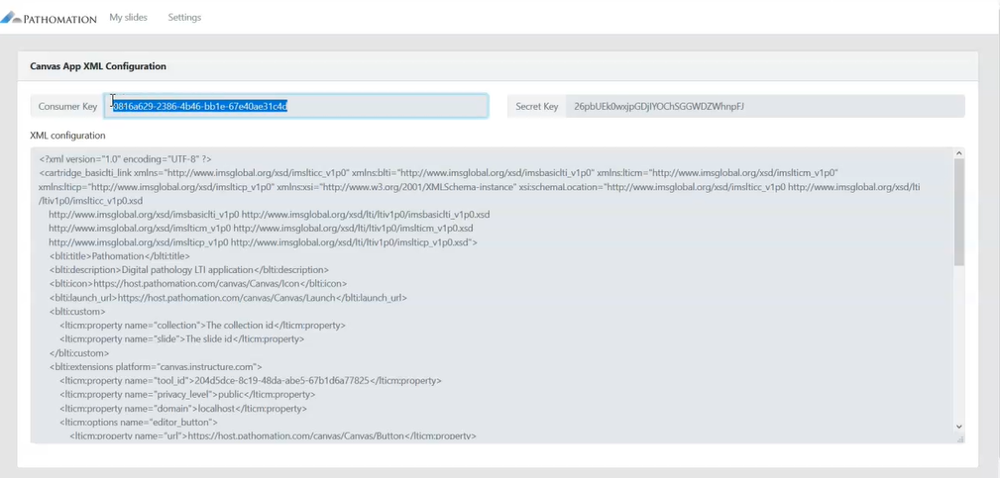 PATHOMATION My slides Settings
Canvas App XML Configuration
Consumer Key 0816a629-2386-4b46-bb1e-67e40ae31c4d Secret Key 26pbUEk0wxjpGDjIYOChSGGWDZWhnpFJ
XML configuration
<?xml version="1.0" encoding="UTF-8" ?>
<cartridge_basiclti_link xmlns="http://www.imsglobal.org/xsd/imslticc_v1p0" xmlns:blti="http://www.imsglobal.org/xsd/imsbasiclti_v1p0" xmlns:lticm="http://www.imsglobal.org/xsd/imslticm_v1p0"
xmlns:lticp="http://www.imsglobal.org/xsd/imslticp_v1p0" xmlns:xsi="http://www.w3.org/2001/XMLSchema-instance" xsi:schemaLocation="http://www.imsglobal.org/xsd/imslticc_v1p0 http://www.imsglobal.org/xsd/lti
/ltiv1p0/imslticc_v1p0.xsd
http://www.imsglobal.org/xsd/imsbasiclti_v1p0 http://www.imsglobal.org/xsd/lti/ltiv1p0/imsbasiclti_v1p0.xsd
http://www.imsglobal.org/xsd/imslticm_v1p0 http://www.imsglobal.org/xsd/lti/ltiv1p0/imslticm_v1p0.xsd
http://www.imsglobal.org/xsd/imslticp_v1p0 http://www.imsglobal.org/xsd/lti/ltiv1p0/imslticp_v1p0.xsd">
<blti:title>Pathomation</blti:title>
<blti:description>Digital pathology LTI application</blti:description>
<blti:icon>https://host.pathomation.com/canvas/Canvas/Icon</blti:icon>
<blti:launch_url>https://host.pathomation.com/canvas/Canvas/Launch</blti:launch_url>
<blti:custom>
<lticm:property name="collection">The collection id</lticm:property>
<lticm:property name="slide">The slide id</lticm:property>
</blti:custom>
<blti:extensions platform="canvas.instructure.com">
<lticm:property name="tool_id">204d5dce-8c19-48da-abe5-67b1d6a77825</lticm:property>
<lticm:property name="privacy_level">public</lticm:property>
<lticm:property name="domain">localhost</lticm:property>
<lticm:options name="editor_button">
<lticm:property name="url">https://host.pathomation.com/canvas/Canvas/Button</lticm:property>